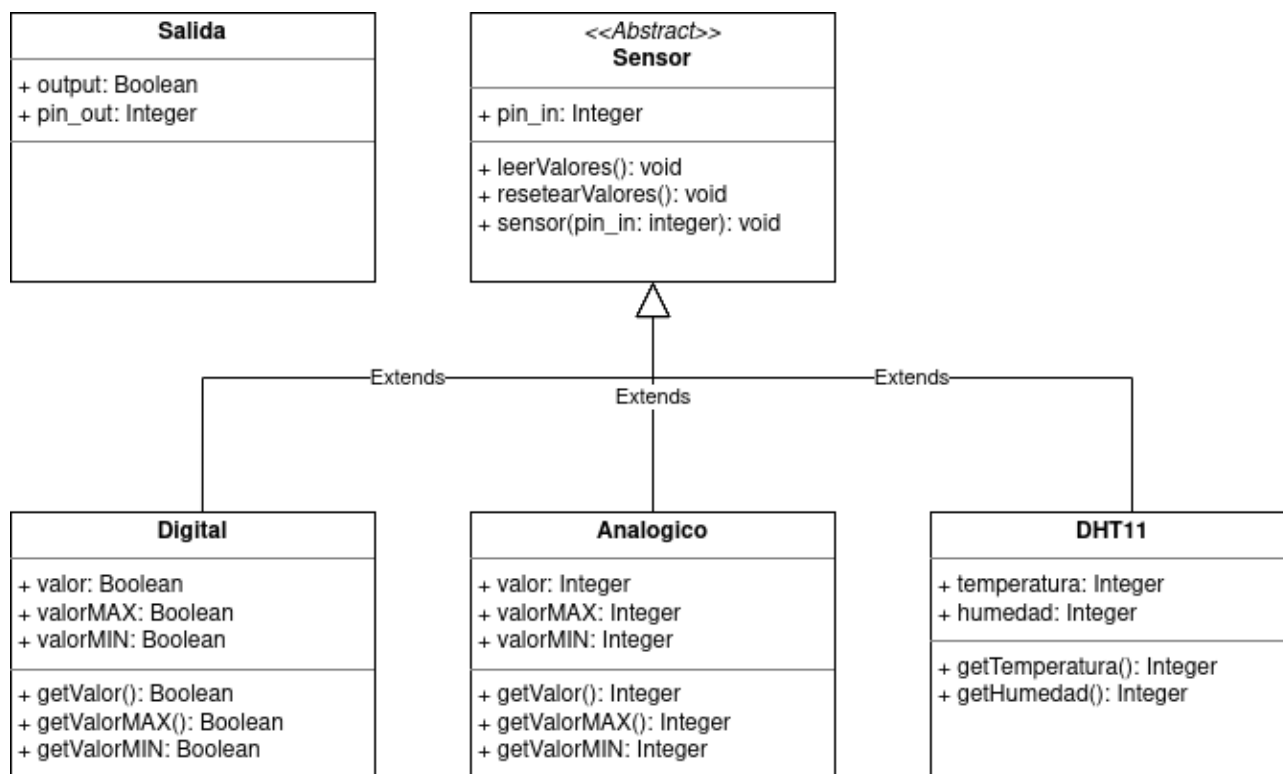 Salida
+ output: Boolean
+ pin_out: Integer
<<Abstract>>
Sensor
+ pin_in: Integer
+ leerValores(): void
+ resetearValores(): void
+ sensor(pin_in: integer): void
Extends
Extends
Extends
Digital
+ valor: Boolean
+ valorMAX: Boolean
+ valorMIN: Boolean
+ getValor(): Boolean
+ getValorMAX(): Boolean
+ getValorMIN: Boolean
Analogico
+ valor: Integer
+ valorMAX: Integer
+ valorMIN: Integer
+ getValor(): Integer
+ getValorMAX(): Integer
+ getValorMIN: Integer
DHT11
+ temperatura: Integer
+ humedad: Integer
+ getTemperatura(): Integer
+ getHumedad(): Integer